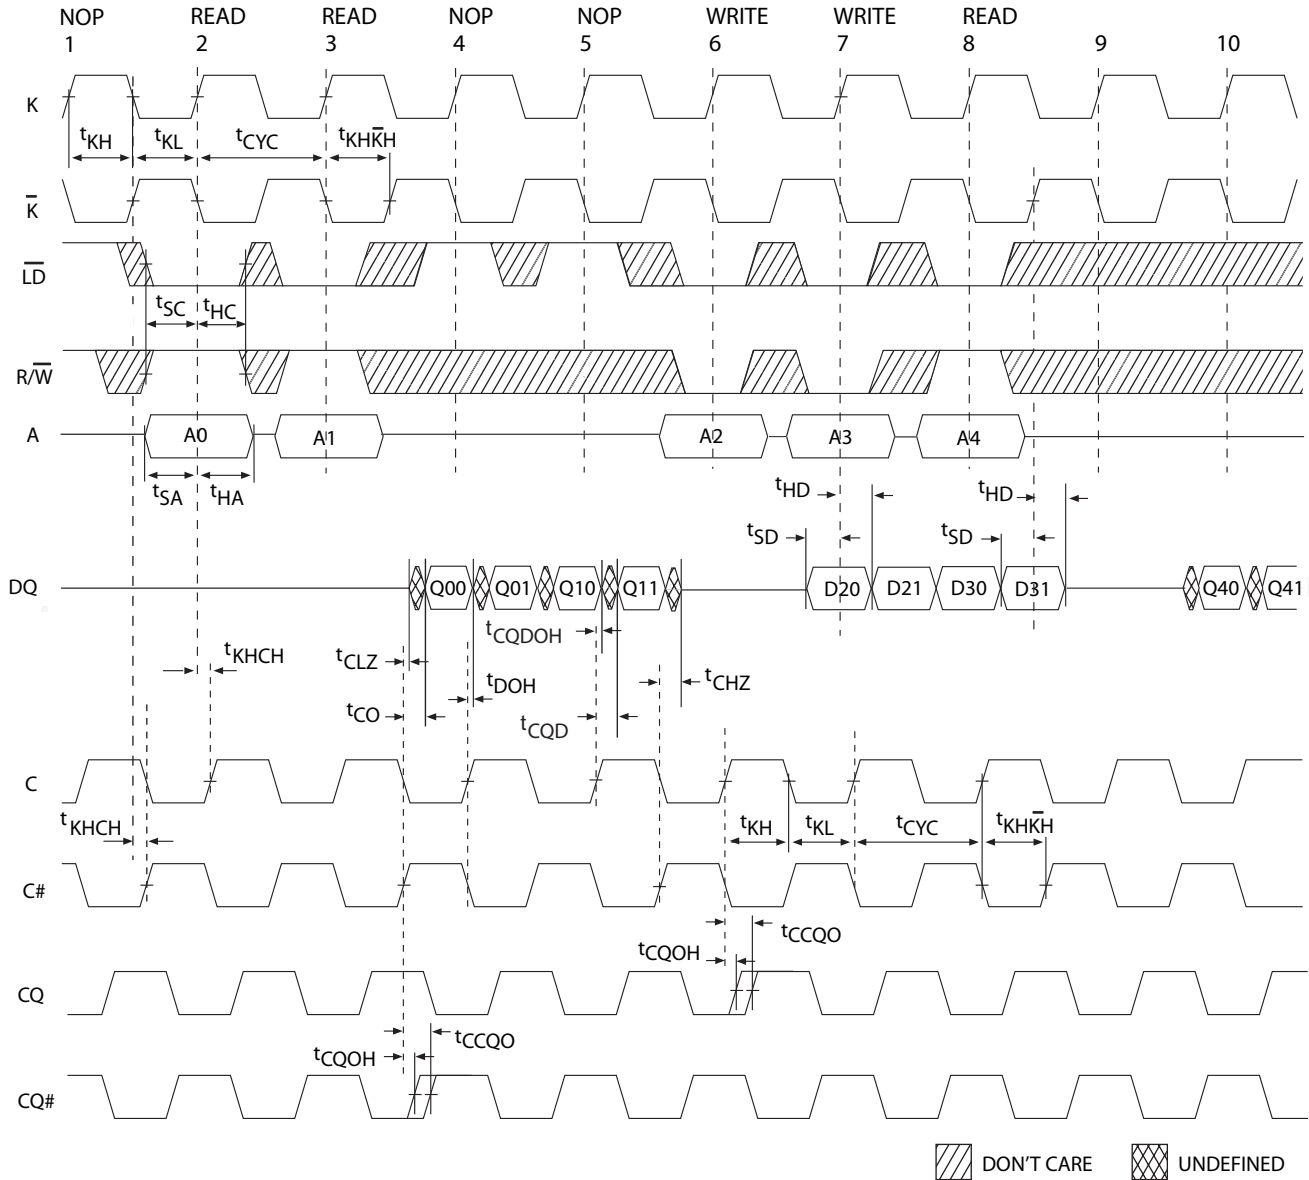 NOP READ READ NOP NOP WRITE WRITE READ
1 2 3 4 5 6 7 8 9 10
K
tKH tKL tCYC tKHK̅H
K̅
L̅D̅
tSC tHC
R/W̅
A A0 A1 A2 A3 A4
tSA tHA tHD tHD
tSD tSD
DQ Q00 Q01 Q10 Q11 D20 D21 D30 D31 Q40 Q41
tCQDOH
tKHCH tCLZ tDOH tCHZ
tCO tCQD
C
tKHCH tKH tKL tCYC tKHK̅H
C#
tCCQO
tCQOH
CQ
tCCQO
tCQOH
CQ#
DON'T CARE UNDEFINED